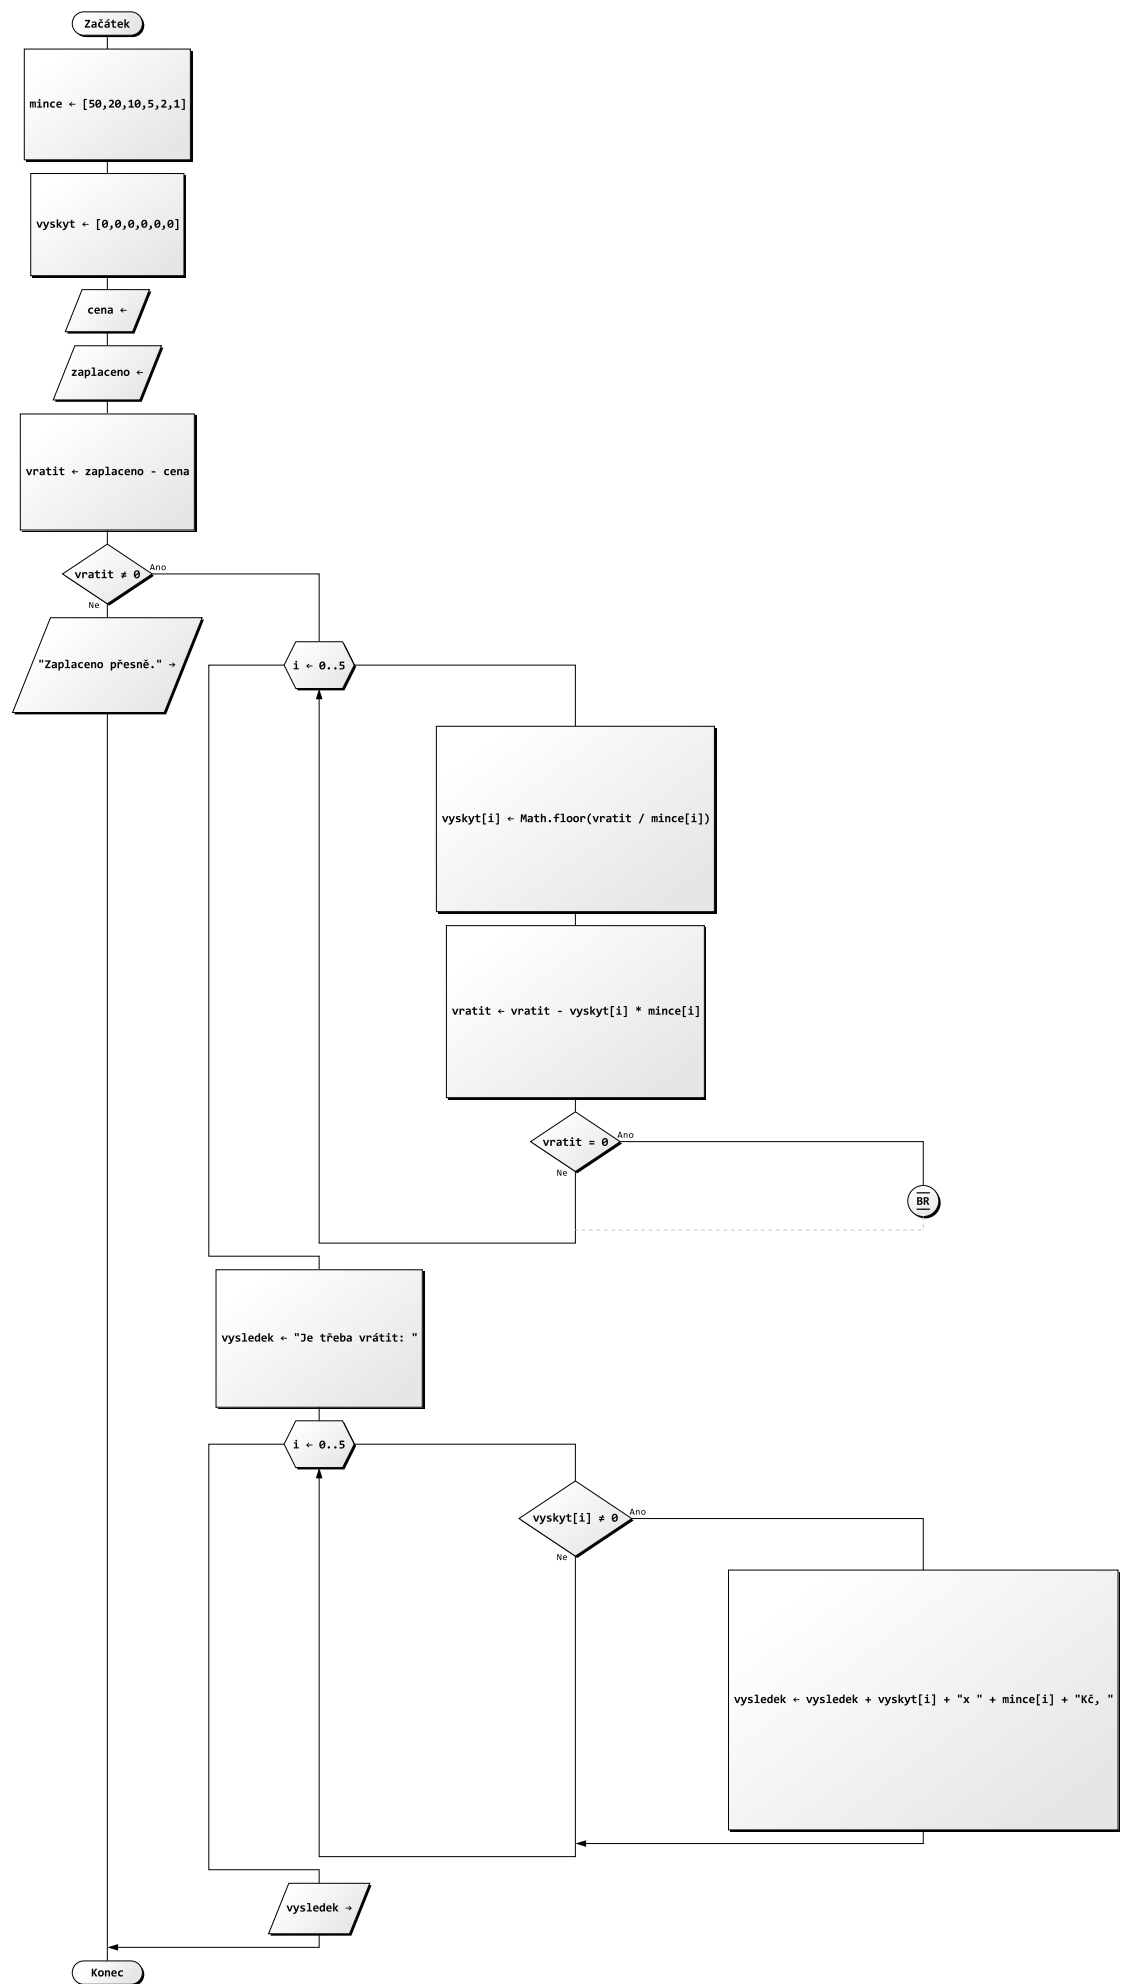 Začátek
mince ← [50,20,10,5,2,1]
vyskyt ← [0,0,0,0,0,0]
cena ←
zaplaceno ←
vratit ← zaplaceno - cena
vratit ≠ 0
Ano
Ne
"Zaplaceno přesně." →
i ← 0..5
vyskyt[i] ← Math.floor(vratit / mince[i])
vratit ← vratit - vyskyt[i] * mince[i]
vratit = 0
Ano
Ne
BR
vysledek ← "Je třeba vrátit: "
i ← 0..5
vyskyt[i] ≠ 0
Ano
Ne
vysledek ← vysledek + vyskyt[i] + "x " + mince[i] + "Kč, "
vysledek →
Konec